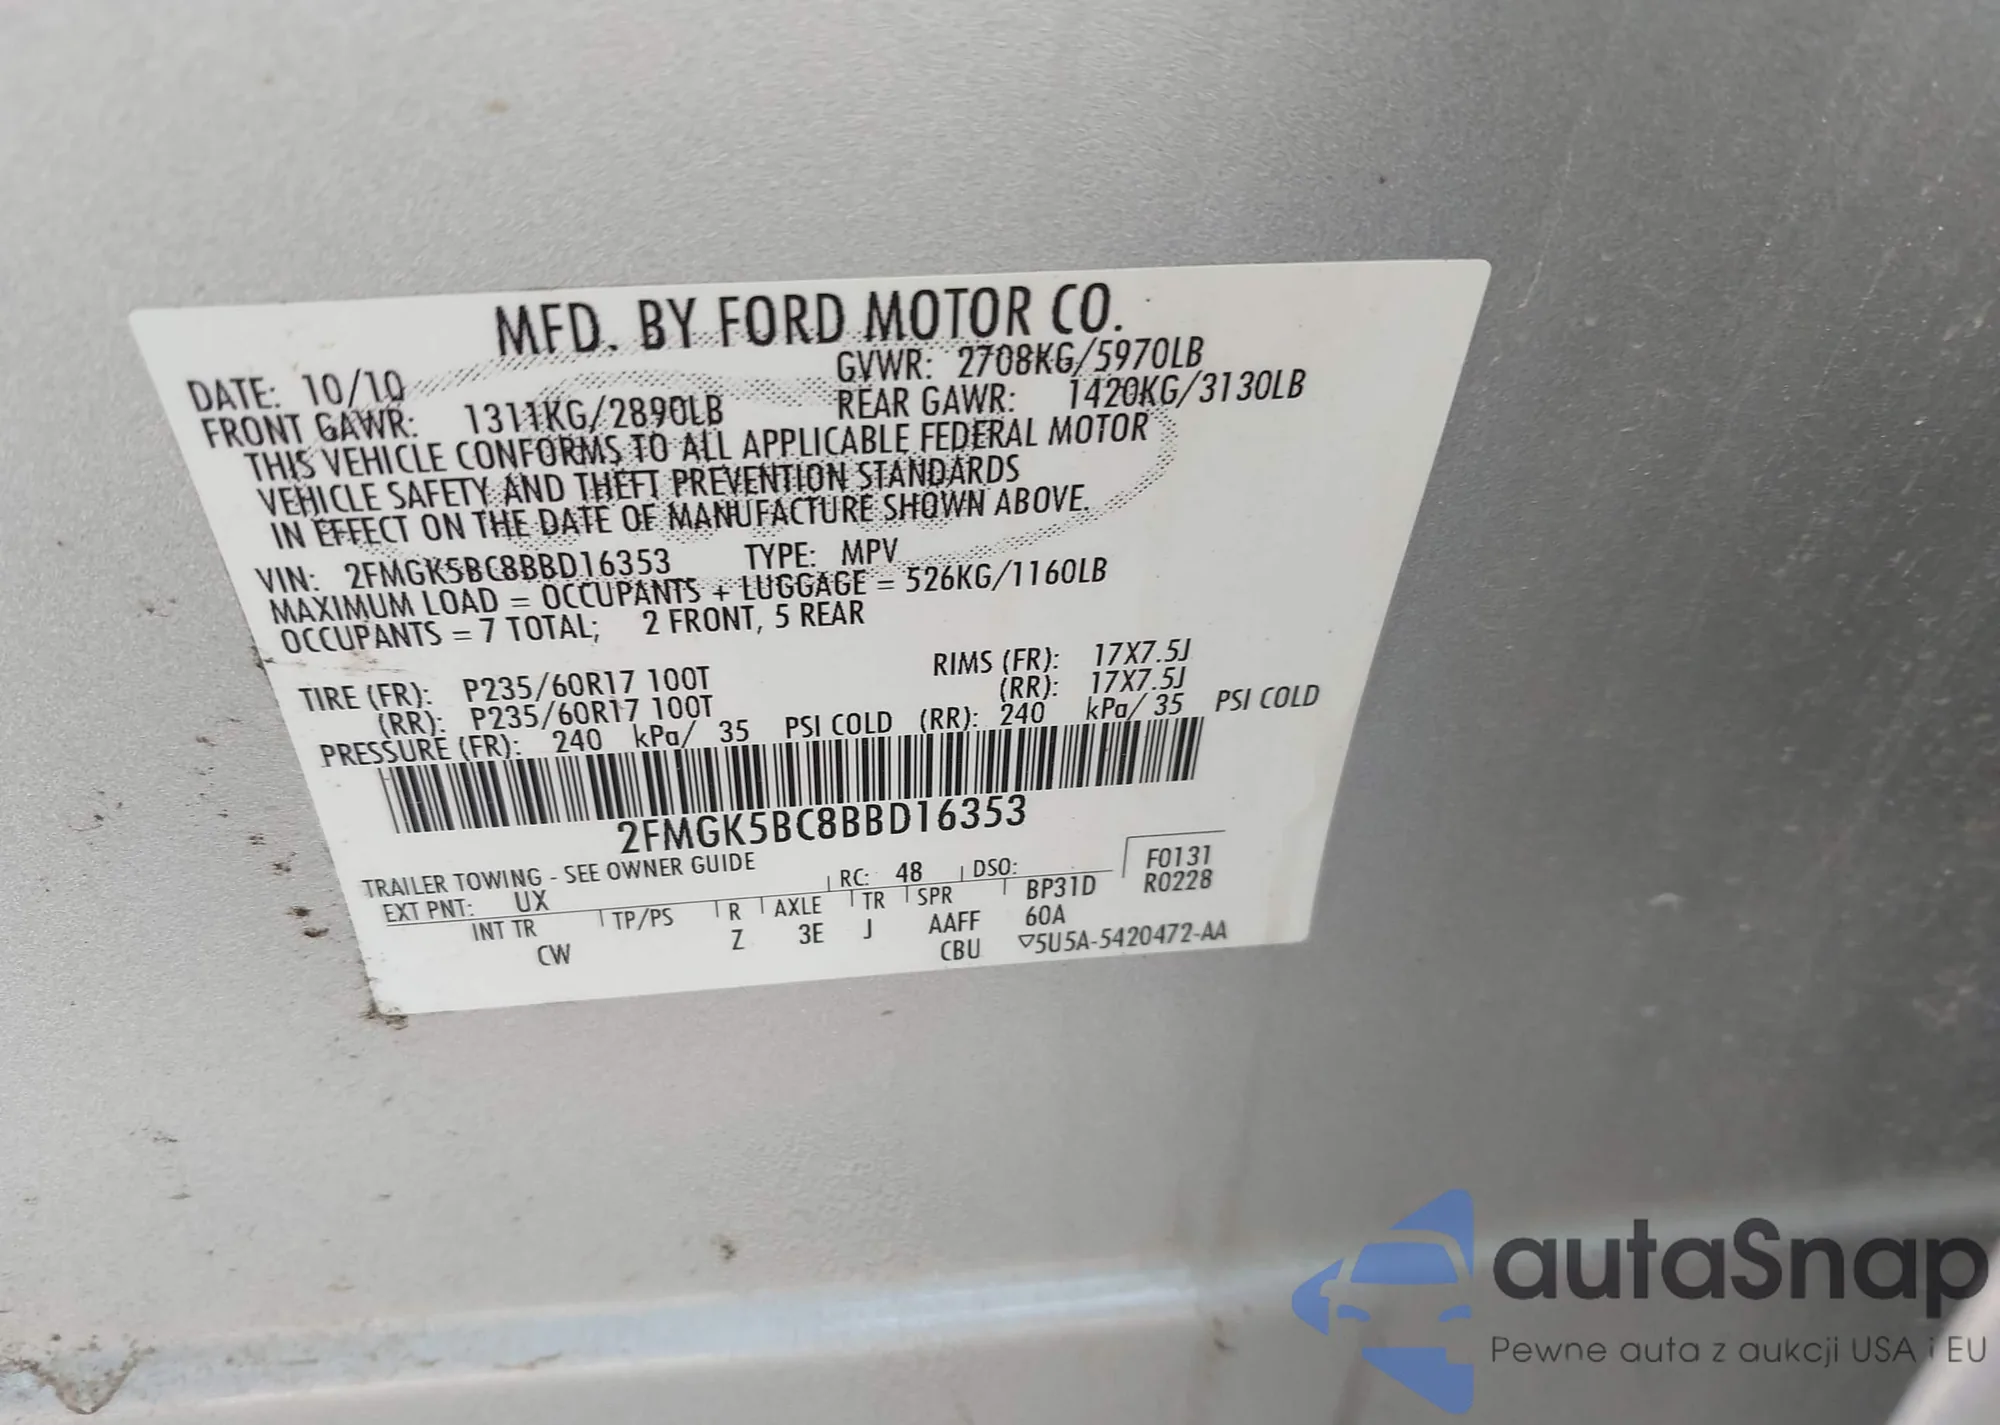 MFD. BY FORD MOTOR CO.
DATE: 10/10 GVWR: 2708KG/5970LB
FRONT GAWR: 1311KG/2890LB REAR GAWR: 1420KG/3130LB
THIS VEHICLE CONFORMS TO ALL APPLICABLE FEDERAL MOTOR
VEHICLE SAFETY AND THEFT PREVENTION STANDARDS
IN EFFECT ON THE DATE OF MANUFACTURE SHOWN ABOVE.
VIN: 2FMGK5BC8BBD16353 TYPE: MPV
MAXIMUM LOAD = OCCUPANTS + LUGGAGE = 526KG/1160LB
OCCUPANTS = 7 TOTAL; 2 FRONT, 5 REAR
TIRE (FR): P235/60R17 100T RIMS (FR): 17X7.5J
(RR): P235/60R17 100T (RR): 17X7.5J
PRESSURE (FR): 240 kPa/ 35 PSI COLD (RR): 240 kPa/ 35 PSI COLD
2FMGK5BC8BBD16353
TRAILER TOWING - SEE OWNER GUIDE RC: 48 DSO: F0131
EXT PNT: UX BP31D R0228
INT TR TP/PS R AXLE TR SPR 60A
CW Z 3E J AAFF
CBU ▽5U5A-5420472-AA
autaSnap
Pewne auta z aukcji USA i EU